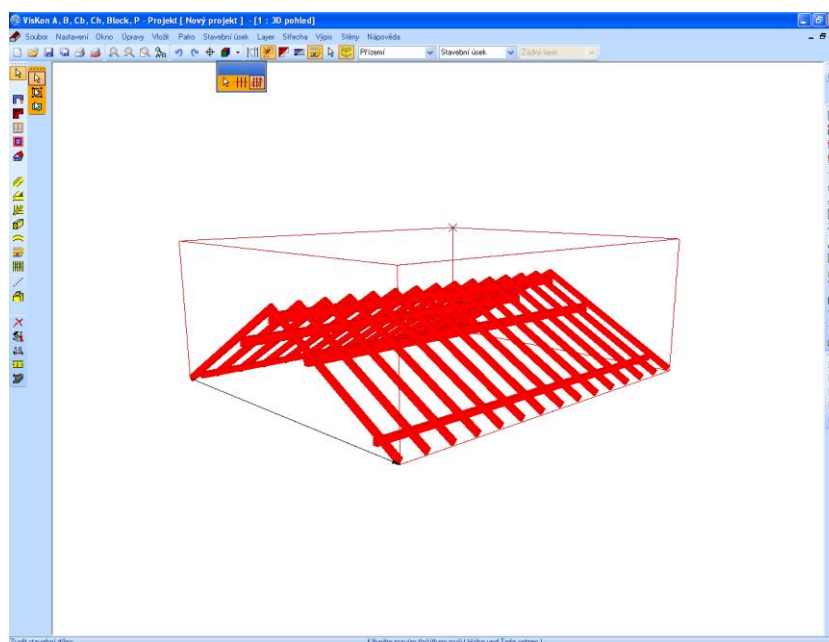 VisKon A, B, Cb, Ch, Block, P - Projekt [ Nový projekt ] - [1 : 3D pohled]
Soubor Nastavení Okno Úpravy Vložit Patro Stavební úsek Layer Střecha Výpis Stěny Nápověda
Přízemí Stavební úsek Žádný layer